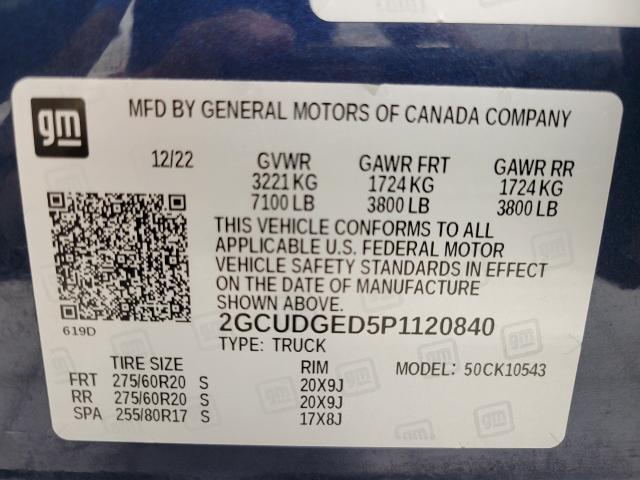 gm
MFD BY GENERAL MOTORS OF CANADA COMPANY
12/22 GVWR GAWR FRT GAWR RR
3221 KG 1724 KG 1724 KG
7100 LB 3800 LB 3800 LB
THIS VEHICLE CONFORMS TO ALL
APPLICABLE U.S. FEDERAL MOTOR
VEHICLE SAFETY STANDARDS IN EFFECT
ON THE DATE OF MANUFACTURE
SHOWN ABOVE.
619D
2GCUDGED5P1120840
TYPE: TRUCK
TIRE SIZE RIM MODEL: 50CK10543
FRT 275/60R20 S 20X9J
RR 275/60R20 S 20X9J
SPA 255/80R17 S 17X8J